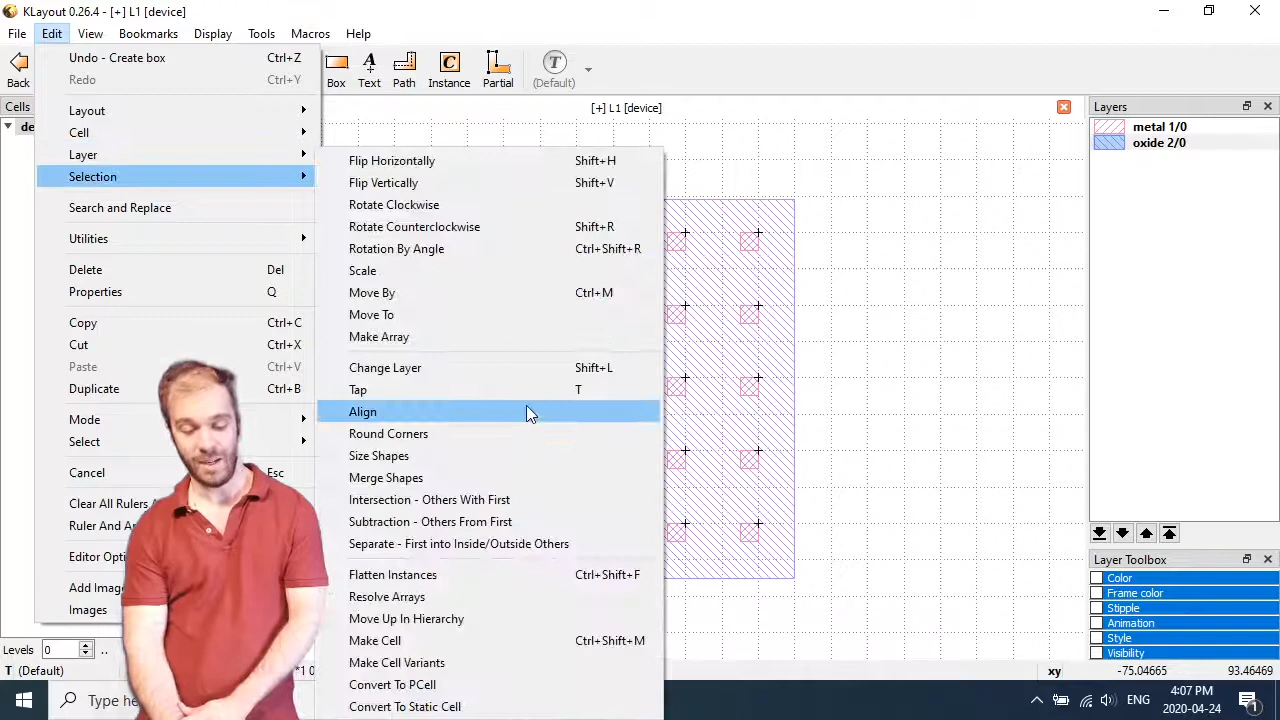 KLayout 0.26.4 - [+] L1 [device]
File Edit View Bookmarks Display Tools Macros Help
Back Box Text Path Instance Partial (Default)
Cells
de
Undo - Create box Ctrl+Z
Redo Ctrl+Y
Layout
Cell
Layer
Selection
Search and Replace
Utilities
Delete Del
Properties Q
Copy Ctrl+C
Cut Ctrl+X
Paste Ctrl+V
Duplicate Ctrl+B
Mode
Select
Cancel Esc
Clear All Rulers
Ruler And
Editor
Add
Images
Flip Horizontally Shift+H
Flip Vertically Shift+V
Rotate Clockwise
Rotate Counterclockwise Shift+R
Rotation By Angle Ctrl+Shift+R
Scale
Move By Ctrl+M
Move To
Make Array
Change Layer Shift+L
Tap T
Align
Round Corners
Size Shapes
Merge Shapes
Intersection - Others With First
Subtraction - Others From First
Separate - First into Inside/Outside Others
Flatten Instances Ctrl+Shift+F
Resolve Arrays
Move Up In Hierarchy
Make Cell Ctrl+Shift+M
Make Cell Variants
Convert To PCell
Convert To Static Cell
[+] L1 [device]
Layers
metal 1/0
oxide 2/0
Layer Toolbox
Color
Frame color
Stipple
Animation
Style
Visibility
Levels 0 ..
T (Default)
xy -75.04665 93.46469
Type
ENG
4:07 PM
2020-04-24
1